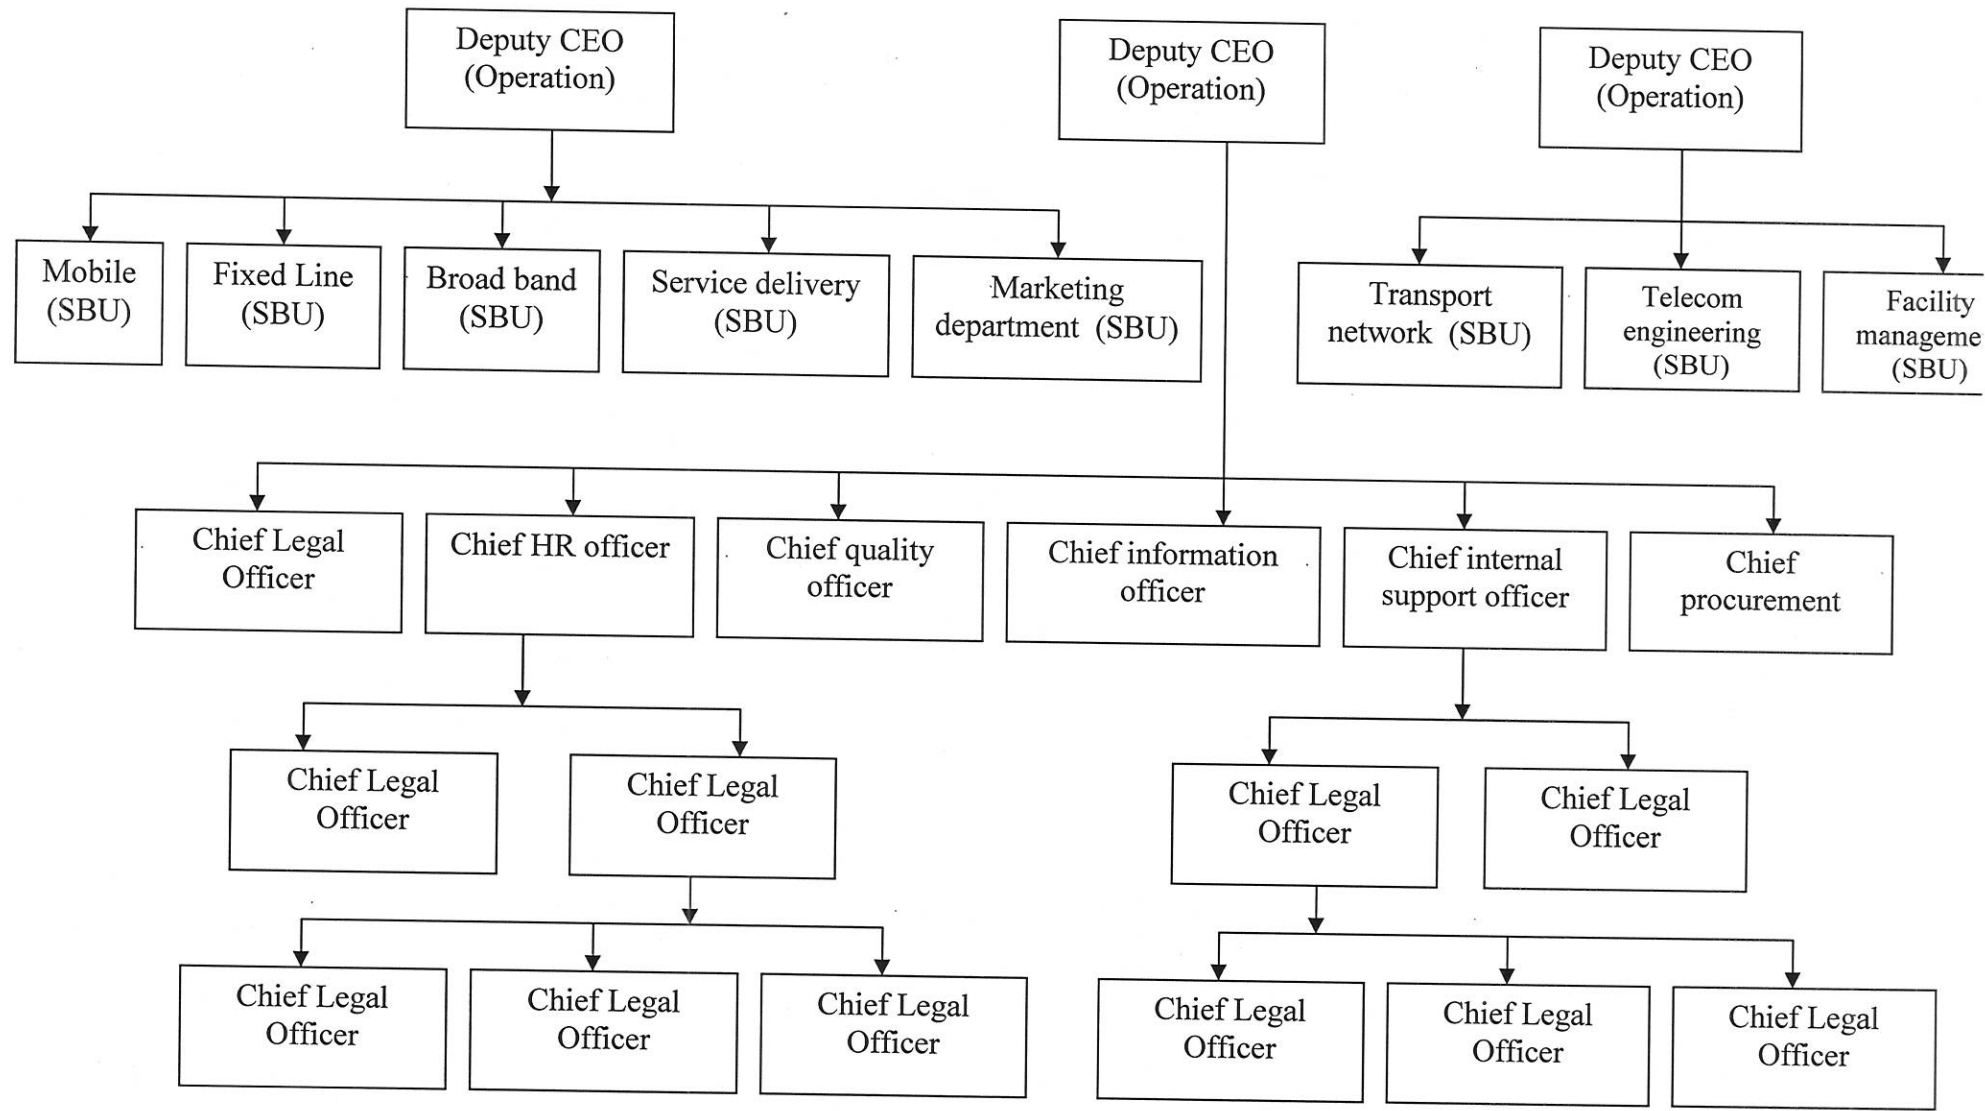 Deputy CEO
(Operation)
Deputy CEO
(Operation)
Deputy CEO
(Operation)
Mobile
(SBU)
Fixed Line
(SBU)
Broad band
(SBU)
Service delivery
(SBU)
Marketing
department (SBU)
Transport
network (SBU)
Telecom
engineering
(SBU)
Facility
manageme
(SBU)
Chief Legal
Officer
Chief HR officer
Chief quality
officer
Chief information
officer
Chief internal
support officer
Chief
procurement
Chief Legal
Officer
Chief Legal
Officer
Chief Legal
Officer
Chief Legal
Officer
Chief Legal
Officer
Chief Legal
Officer
Chief Legal
Officer
Chief Legal
Officer
Chief Legal
Officer
Chief Legal
Officer